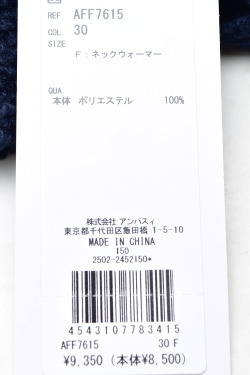 REF. AFF7615
COL. 30
SIZE
F：ネックウォーマー
QUA.
本体 ポリエステル 100%
株式会社 アンパスィ
東京都千代田区飯田橋 1-5-10
MADE IN CHINA
150
2502-2452150*
4543107783415
AFF7615 30 F
¥9,350 (本体¥8,500)